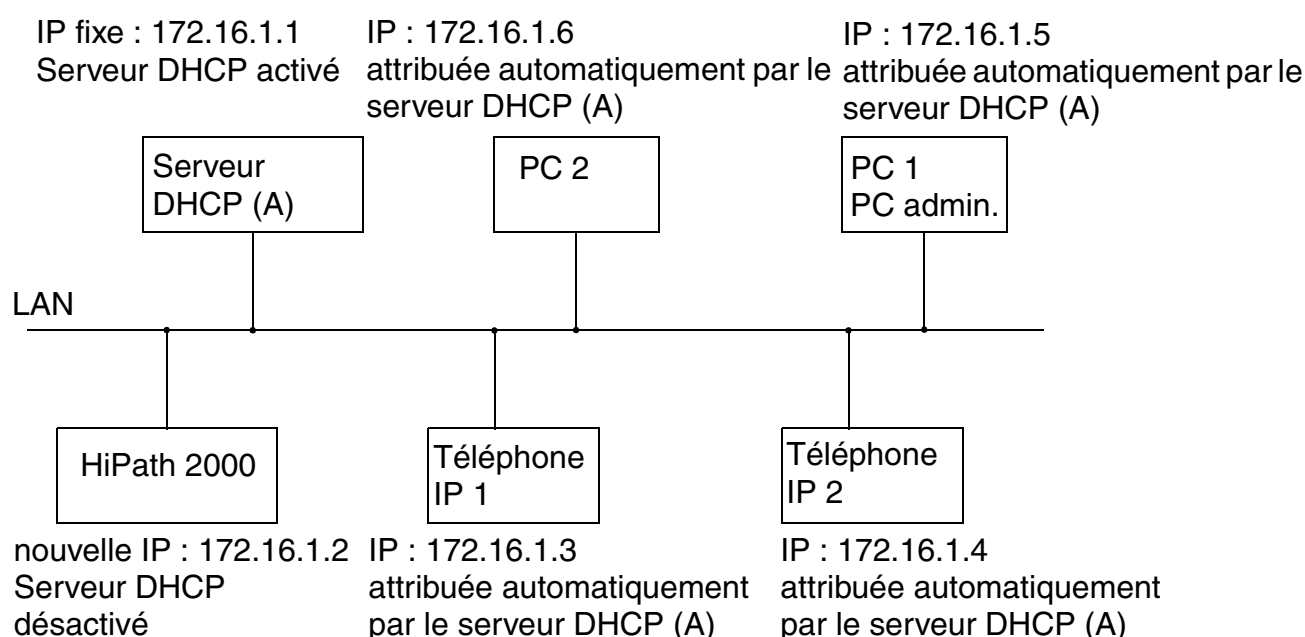 IP fixe : 172.16.1.1
Serveur DHCP activé
IP : 172.16.1.6
attribuée automatiquement par le
serveur DHCP (A)
IP : 172.16.1.5
attribuée automatiquement par le
serveur DHCP (A)
Serveur
DHCP (A)
PC 2
PC 1
PC admin.
LAN
HiPath 2000
Téléphone
IP 1
Téléphone
IP 2
nouvelle IP : 172.16.1.2
Serveur DHCP
désactivé
IP : 172.16.1.3
attribuée automatiquement
par le serveur DHCP (A)
IP : 172.16.1.4
attribuée automatiquement
par le serveur DHCP (A)